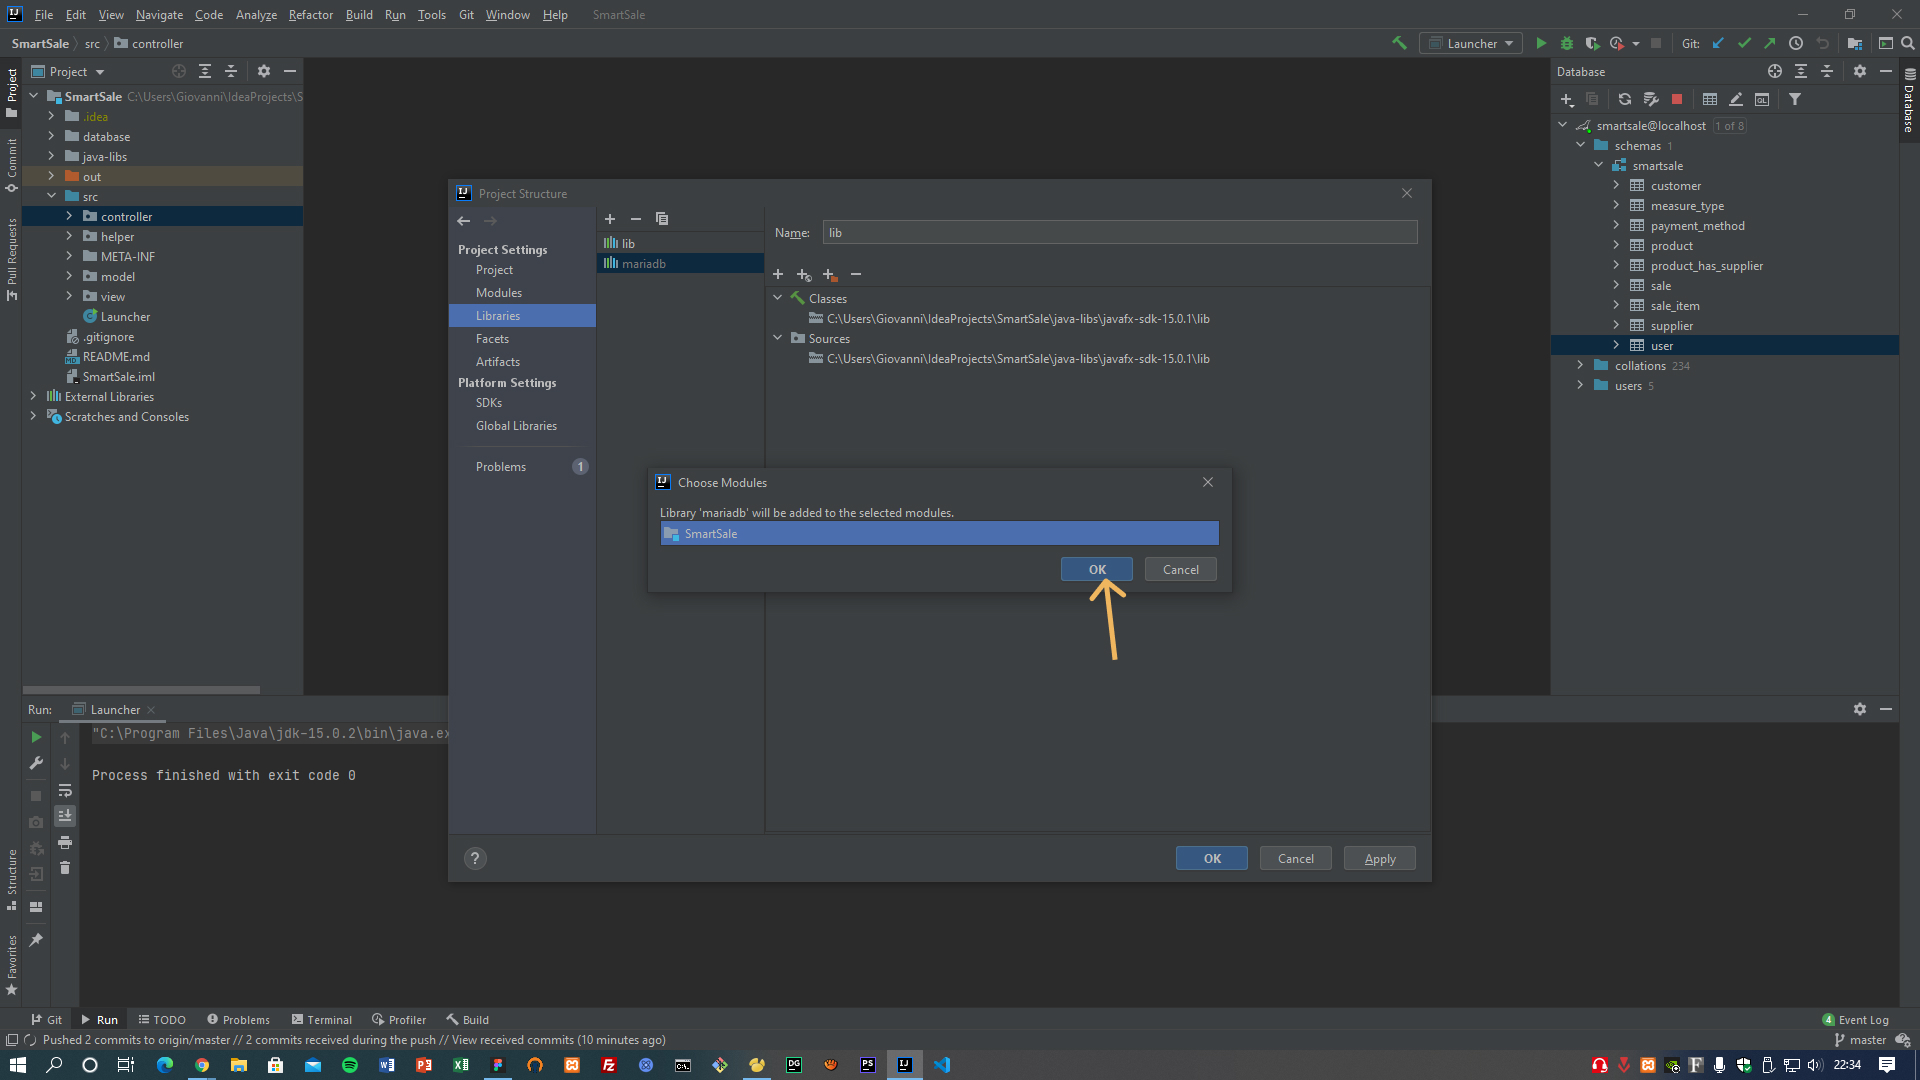 File Edit View Navigate Code Analyze Refactor Build Run Tools Git Window Help SmartSale
SmartSale src controller
Launcher
Git:
Project
SmartSale C:\Users\Giovanni\IdeaProjects\S
.idea
database
java-libs
out
src
controller
helper
META-INF
model
view
Launcher
.gitignore
README.md
SmartSale.iml
External Libraries
Scratches and Consoles
Project
Commit
Pull Requests
Structure
Favorites
Project Structure
Project Settings
Project
Modules
Libraries
Facets
Artifacts
Platform Settings
SDKs
Global Libraries
Problems 1
lib
mariadb
Name: lib
Classes
C:\Users\Giovanni\IdeaProjects\SmartSale\java-libs\javafx-sdk-15.0.1\lib
Sources
C:\Users\Giovanni\IdeaProjects\SmartSale\java-libs\javafx-sdk-15.0.1\lib
Choose Modules
Library 'mariadb' will be added to the selected modules.
SmartSale
OK Cancel
? OK Cancel Apply
Database
smartsale@localhost 1 of 8
schemas 1
smartsale
customer
measure_type
payment_method
product
product_has_supplier
sale
sale_item
supplier
user
collations 234
users 5
Database
Run: Launcher
"C:\Program Files\Java\jdk-15.0.2\bin\java.ex
Process finished with exit code 0
Git Run TODO Problems Terminal Profiler Build
4 Event Log
Pushed 2 commits to origin/master // 2 commits received during the push // View received commits (10 minutes ago)
master
22:34